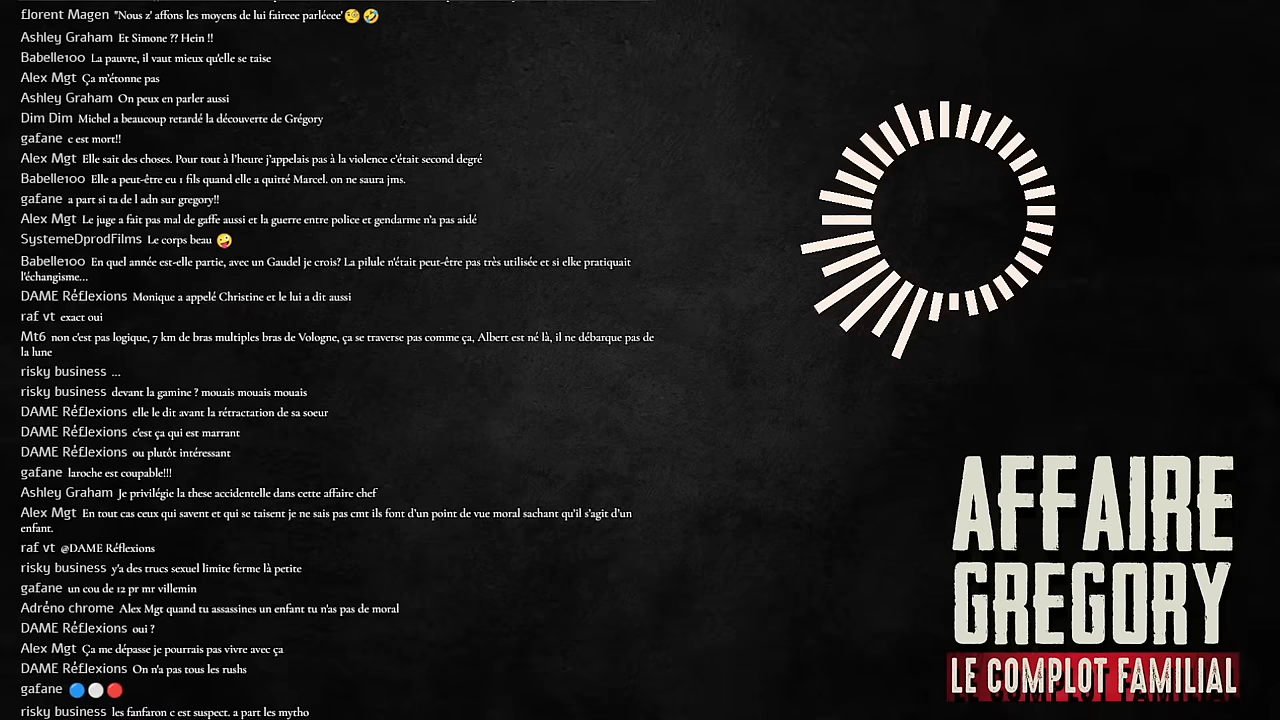 florent Magen "Nous z' affons les moyens de lui faireee parléeee" 🧐 🤣
Ashley Graham Et Simone ?? Hein !!
Babelle100 La pauvre, il vaut mieux qu'elle se taise
Alex Mgt Ça m'étonne pas
Ashley Graham On peux en parler aussi
Dim Dim Michel a beaucoup retardé la découverte de Grégory
gafane c est mort!!
Alex Mgt Elle sait des choses. Pour tout à l'heure j'appelais pas à la violence c'était second degré
Babelle100 Elle a peut-être eu 1 fils quand elle a quitté Marcel. on ne saura jms.
gafane a part si ta de l adn sur gregory!!
Alex Mgt Le juge a fait pas mal de gaffe aussi et la guerre entre police et gendarme n'a pas aidé
SystemeDprodFilms Le corps beau 🤪
Babelle100 En quel année est-elle partie, avec un Gaudel je crois? La pilule n'était peut-être pas très utilisée et si elke pratiquait
l'échangisme...
DAME Réflexions Monique a appelé Christine et le lui a dit aussi
raf vt exact oui
Mt6 non c'est pas logique, 7 km de bras multiples bras de Vologne, ça se traverse pas comme ça, Albert est né là, il ne débarque pas de
la lune
risky business ...
risky business devant la gamine ? mouais mouais mouais
DAME Réflexions elle le dit avant la rétractation de sa soeur
DAME Réflexions c'est ça qui est marrant
DAME Réflexions ou plutôt intéressant
gafane laroche est coupable!!!
Ashley Graham Je privilégie la these accidentelle dans cette affaire chef
Alex Mgt En tout cas ceux qui savent et qui se taisent je ne sais pas cmt ils font d'un point de vue moral sachant qu'il s'agit d'un
enfant.
raf vt @DAME Réflexions
risky business y'a des trucs sexuel limite ferme là petite
gafane un cou de 12 pr mr villemin
Adréno chrome Alex Mgt quand tu assassines un enfant tu n'as pas de moral
DAME Réflexions oui ?
Alex Mgt Ça me dépasse je pourrais pas vivre avec ça
DAME Réflexions On n'a pas tous les rushs
gafane 🔵⚪🔴
risky business les fanfaron c est suspect. a part les mytho
AFFAIRE
GREGORY
LE COMPLOT FAMILIAL